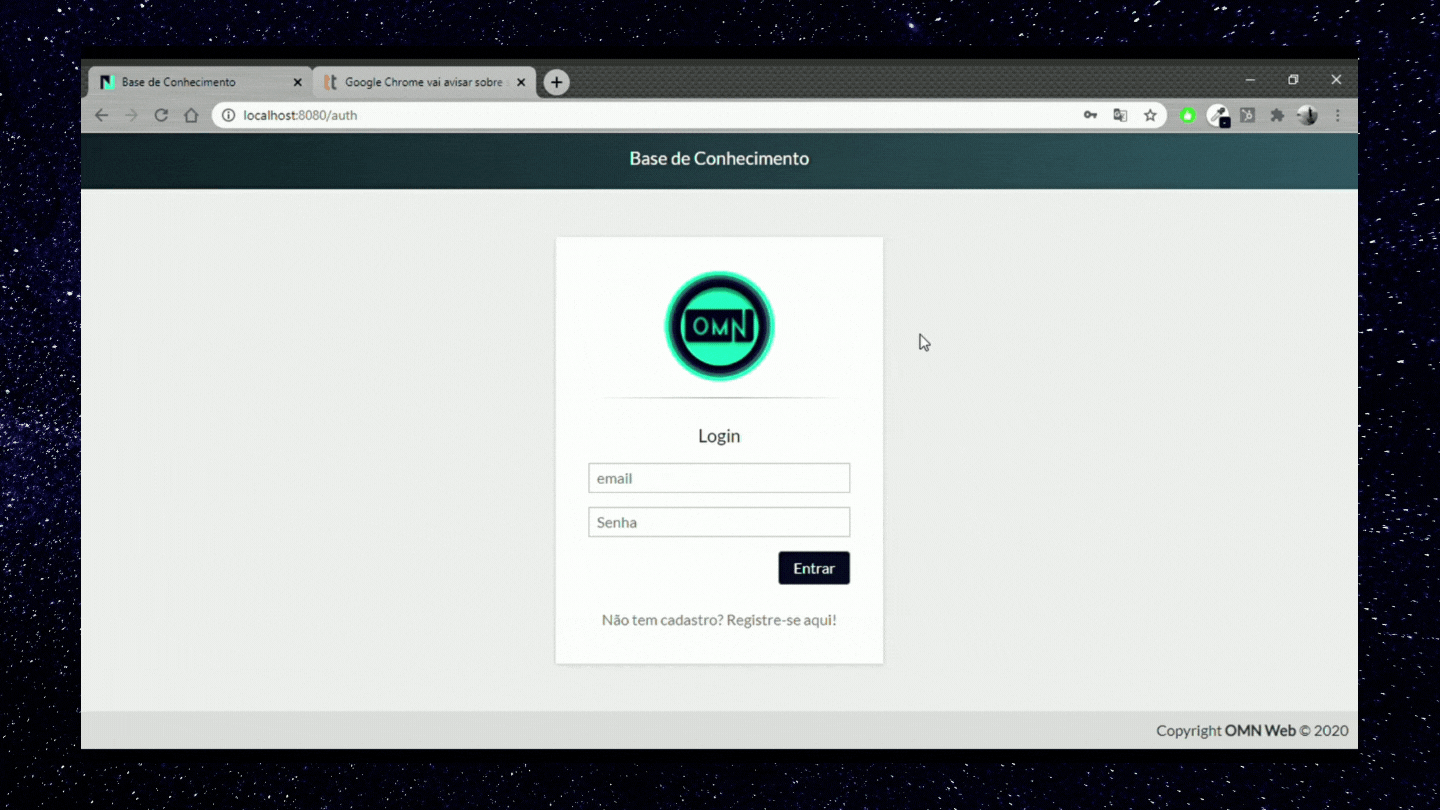 Base de Conhecimento
Google Chrome vai avisar sobre
localhost:8080/auth
Base de Conhecimento
OMN
Login
email
Senha
Entrar
Não tem cadastro? Registre-se aqui!
Copyright OMN Web © 2020